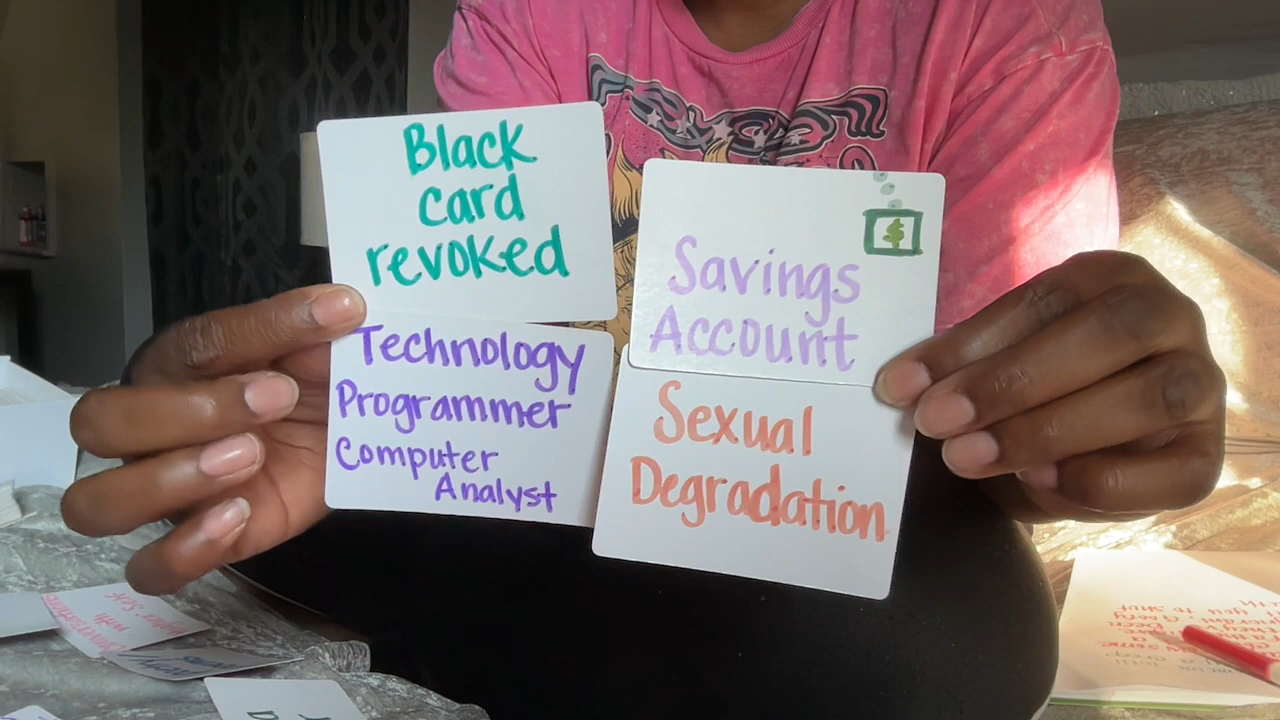 Black
card
revoked
Technology
Programmer
Computer
Analyst
$
Savings
Account
Sexual
Degradation